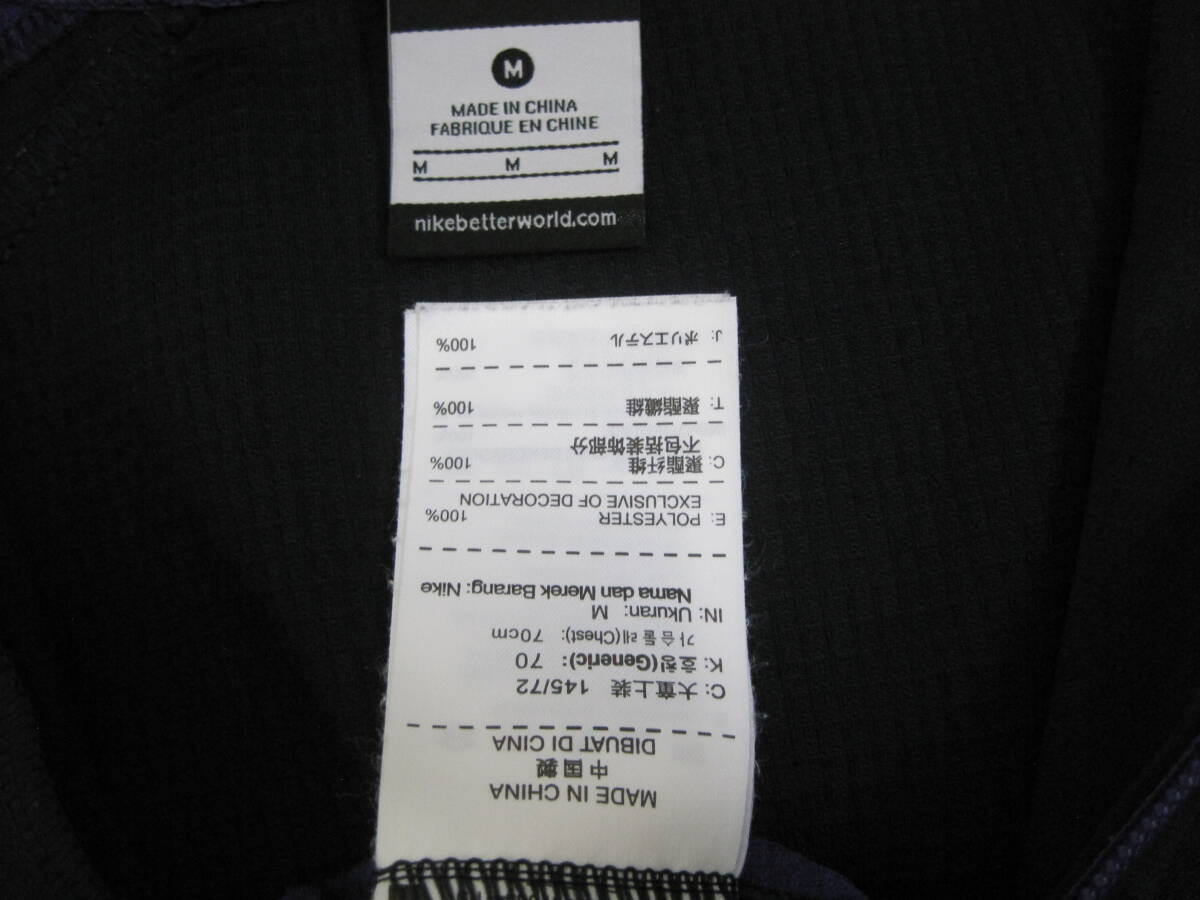 M
MADE IN CHINA
FABRIQUE EN CHINE
M M M
nikebetterworld.com
MADE IN CHINA
中国製
DIBUAT DI CINA
C: 大童上装 145/72
K: 호칭(Generic): 70
가슴둘레(Chest): 70cm
IN: Ukuran: M
Nama dan Merek Barang: Nike
E: POLYESTER 100%
EXCLUSIVE OF DECORATION
C: 聚酯纤维 100%
不包括装饰部分
T: 聚酯纖維 100%
J: ポリエステル 100%